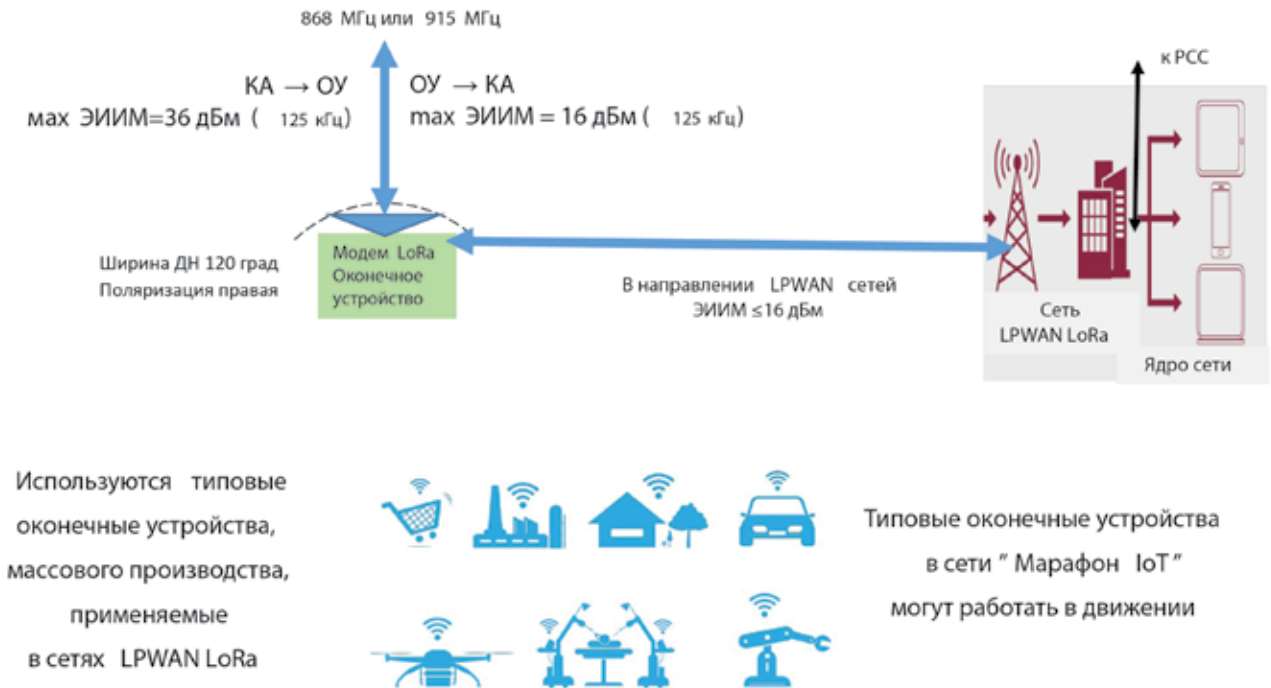 868 МГц или 915 МГц
КА → ОУ
мах ЭИИМ=36 дБм ( 125 кГц)
ОУ → КА
max ЭИИМ = 16 дБм ( 125 кГц)
к РСС
Ширина ДН 120 град
Поляризация правая
Модем LoRa
Оконечное
устройство
В направлении LPWAN сетей
ЭИИМ ≤16 дБм
Сеть
LPWAN LoRa
Ядро сети
Используются типовые
оконечные устройства,
массового производства,
применяемые
в сетях LPWAN LoRa
Типовые оконечные устройства
в сети " Марафон IoT"
могут работать в движении